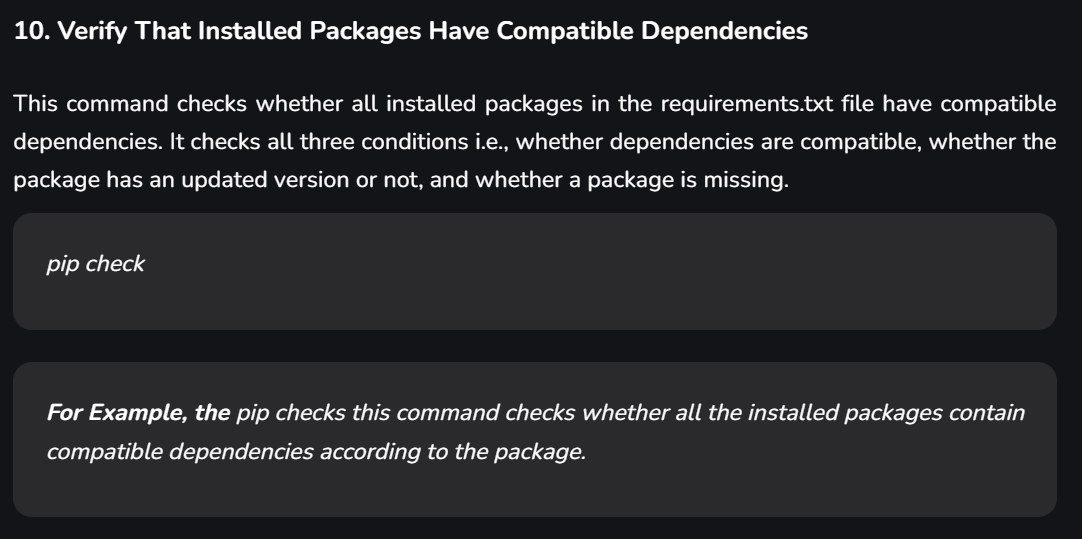 10. Verify That Installed Packages Have Compatible Dependencies
This command checks whether all installed packages in the requirements.txt file have compatible
dependencies. It checks all three conditions i.e., whether dependencies are compatible, whether the
package has an updated version or not, and whether a package is missing.
pip check
For Example, the pip checks this command checks whether all the installed packages contain
compatible dependencies according to the package.